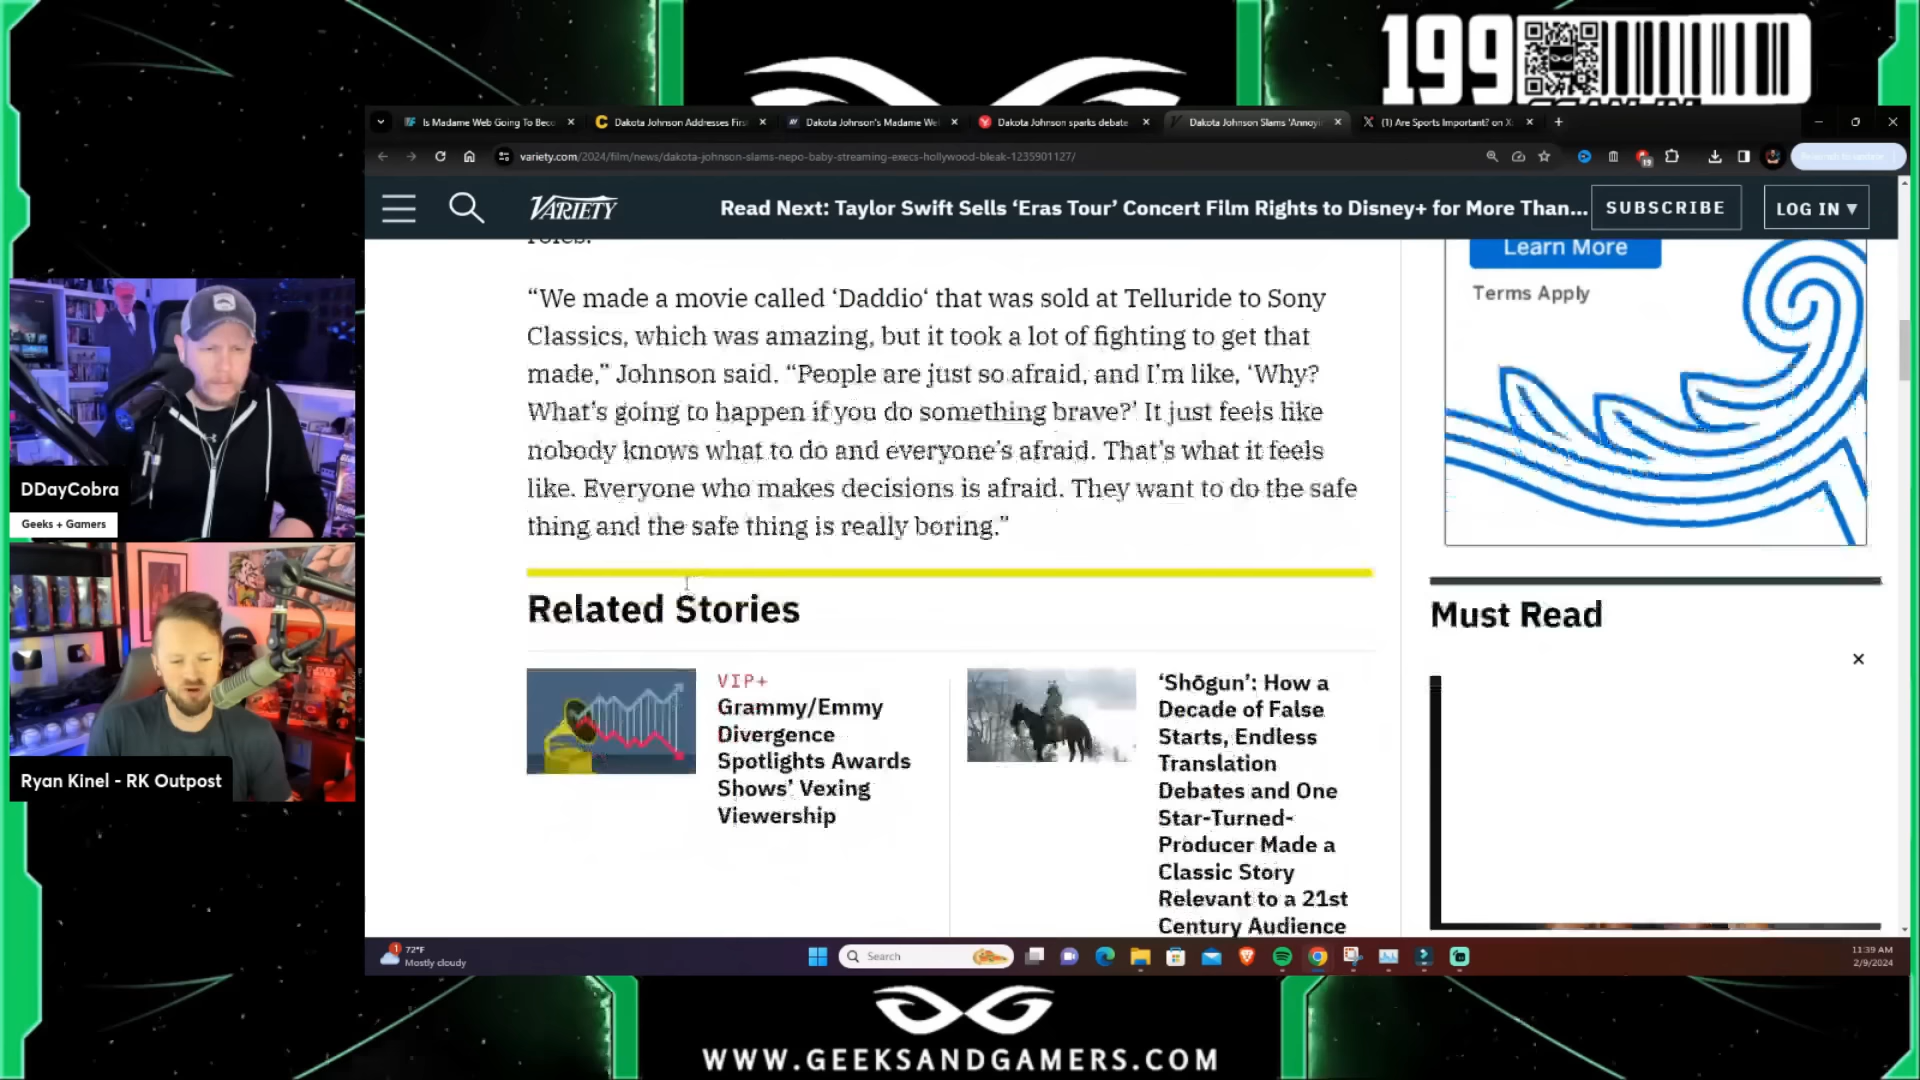 199
Is Madame Web Going To Beco
Dakota Johnson Addresses Firs
Dakota Johnson's Madame We
Dakota Johnson sparks debate
Dakota Johnson Slams 'Annoyi
(1) Are Sports Important? on X
variety.com/2024/film/news/dakota-johnson-slams-nepo-baby-streaming-execs-hollywood-bleak-1235901127/
19
VARIETY
Read Next: Taylor Swift Sells ‘Eras Tour’ Concert Film Rights to Disney+ for More Than...
SUBSCRIBE
LOG IN
“We made a movie called ‘Daddio‘ that was sold at Telluride to Sony
Classics, which was amazing, but it took a lot of fighting to get that
made,” Johnson said. “People are just so afraid, and I’m like, ‘Why?
What’s going to happen if you do something brave?’ It just feels like
nobody knows what to do and everyone’s afraid. That’s what it feels
like. Everyone who makes decisions is afraid. They want to do the safe
thing and the safe thing is really boring.”
Learn More
Terms Apply
Related Stories
VIP+
Grammy/Emmy
Divergence
Spotlights Awards
Shows’ Vexing
Viewership
‘Shōgun’: How a
Decade of False
Starts, Endless
Translation
Debates and One
Star-Turned-
Producer Made a
Classic Story
Relevant to a 21st
Century Audience
Must Read
DDayCobra
Geeks + Gamers
Ryan Kinel - RK Outpost
1
72°F
Mostly cloudy
Search
11:39 AM
2/9/2024
WWW.GEEKSANDGAMERS.COM